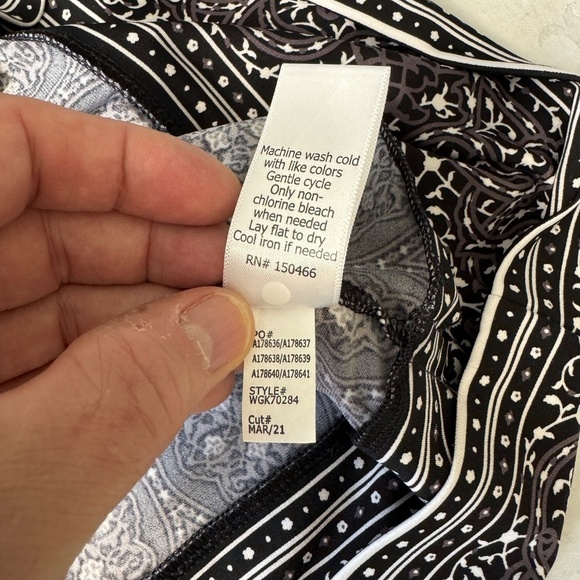 Machine wash cold
with like colors
Gentle cycle
Only non-
chlorine bleach
when needed
Lay flat to dry
Cool iron if needed
RN# 150466
PO#
A178636/A178637
A178638/A178639
A178640/A178641
STYLE#
WGK70284
Cut#
MAR/21